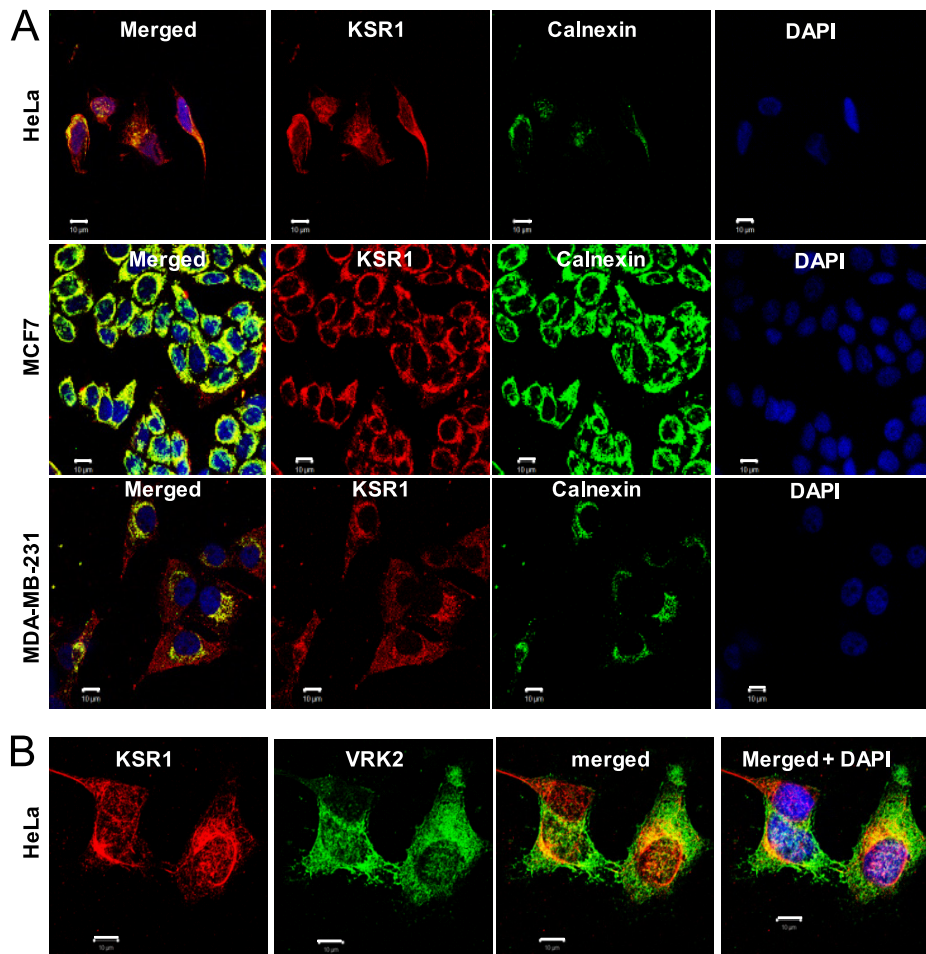 A
Merged KSR1 Calnexin DAPI
HeLa
10 µm 10 µm 10 µm 10 µm
Merged KSR1 Calnexin DAPI
MCF7
10 µm 10 µm 10 µm 10 µm
Merged KSR1 Calnexin DAPI
MDA-MB-231
10 µm 10 µm 10 µm 10 µm
B
KSR1 VRK2 merged Merged + DAPI
HeLa
10 µm 10 µm 10 µm 10 µm